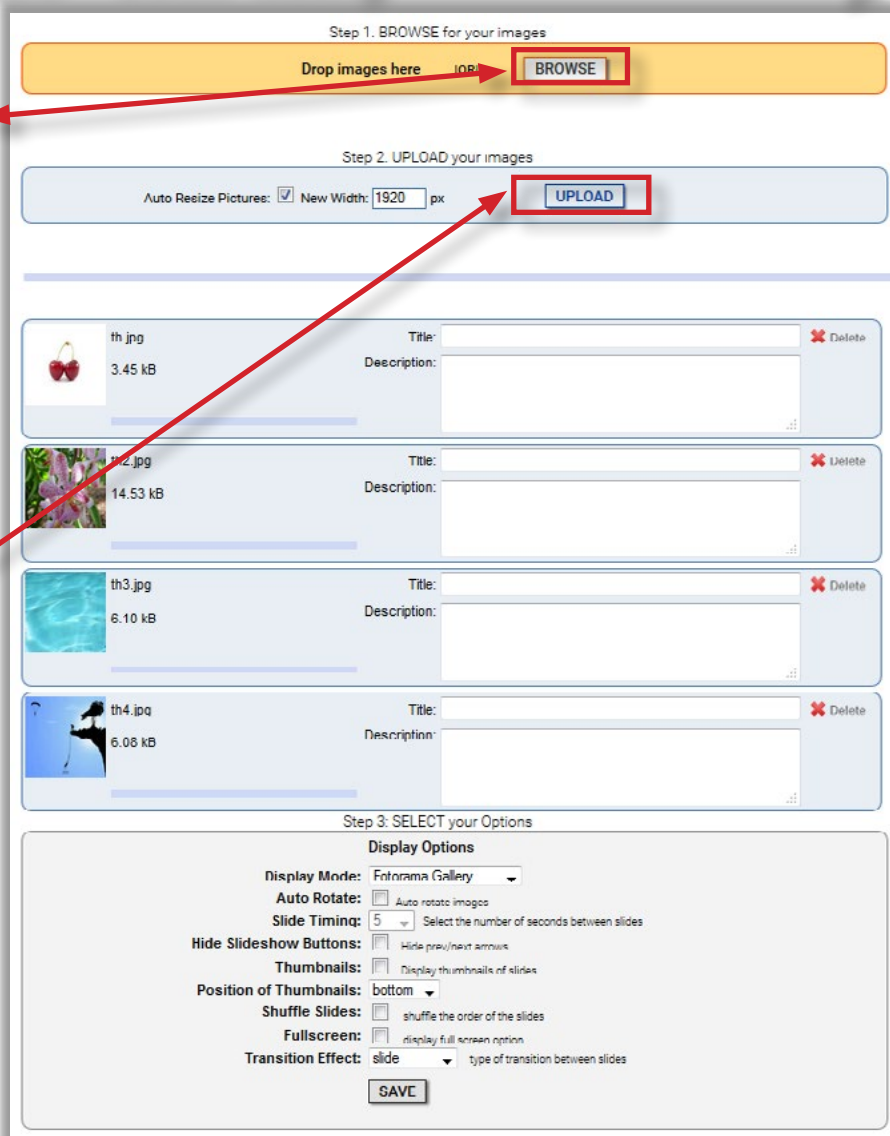 Step 1. BROWSE for your images
Drop images here |OR| BROWSE
Step 2. UPLOAD your images
Auto Resize Pictures: New Width: 1920 px UPLOAD
th.jpg Title: Delete
3.45 kB Description:
th2.jpg Title: Delete
14.53 kB Description:
th3.jpg Title: Delete
6.10 kB Description:
th4.jpg Title: Delete
6.08 kB Description:
Step 3: SELECT your Options
Display Options
Display Mode: Fotorama Gallery
Auto Rotate: Auto rotate images
Slide Timing: 5 Select the number of seconds between slides
Hide Slideshow Buttons: Hide prev/next arrows
Thumbnails: Display thumbnails of slides
Position of Thumbnails: bottom
Shuffle Slides: shuffle the order of the slides
Fullscreen: display full screen option
Transition Effect: slide type of transition between slides
SAVE